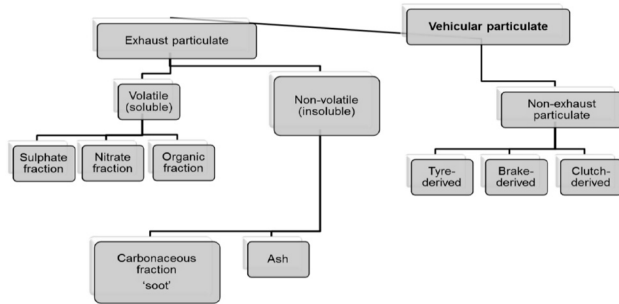 Vehicular particulate
Exhaust particulate
Volatile
(soluble)
Non-volatile
(insoluble)
Non-exhaust
particulate
Sulphate
fraction
Nitrate
fraction
Organic
fraction
Tyre-
derived
Brake-
derived
Clutch-
derived
Carbonaceous
fraction
'soot'
Ash